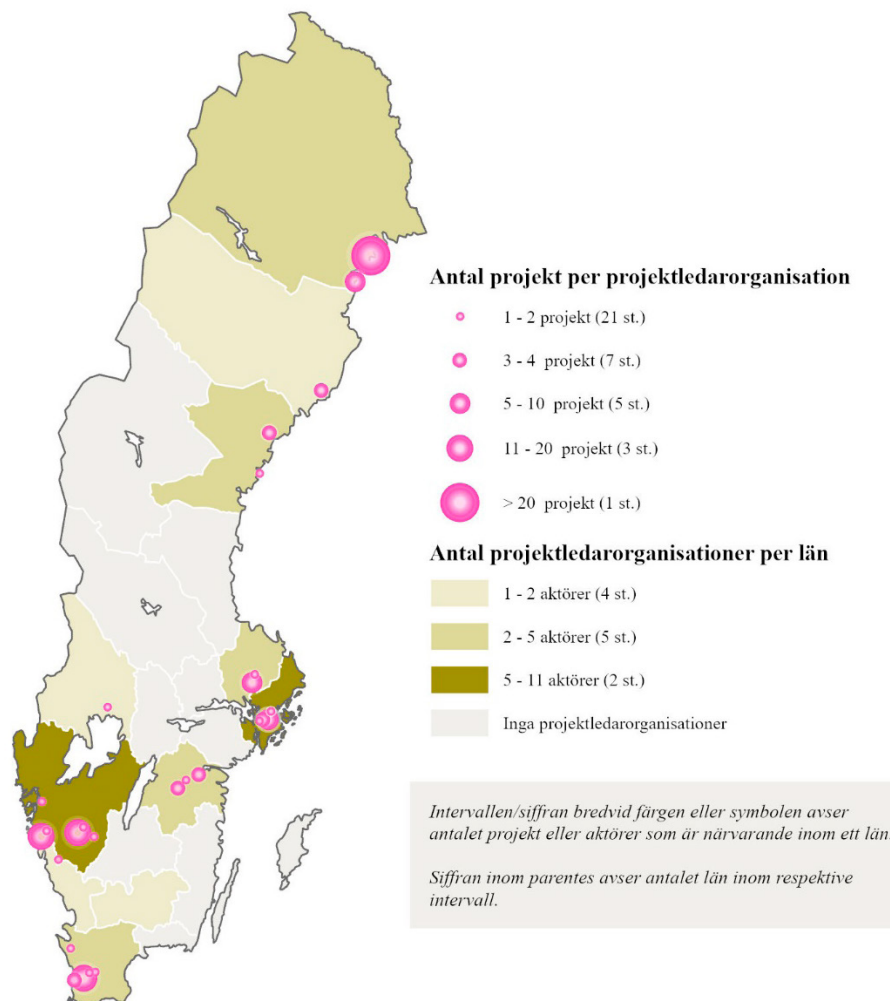 Antal projekt per projektledarorganisation
1 - 2 projekt (21 st.)
3 - 4 projekt (7 st.)
5 - 10 projekt (5 st.)
11 - 20 projekt (3 st.)
> 20 projekt (1 st.)
Antal projektledarorganisationer per län
1 - 2 aktörer (4 st.)
2 - 5 aktörer (5 st.)
5 - 11 aktörer (2 st.)
Inga projektledarorganisationer
Intervallen/siffran bredvid färgen eller symbolen avser
antalet projekt eller aktörer som är närvarande inom ett län.
Siffran inom parentes avser antalet län inom respektive
intervall.